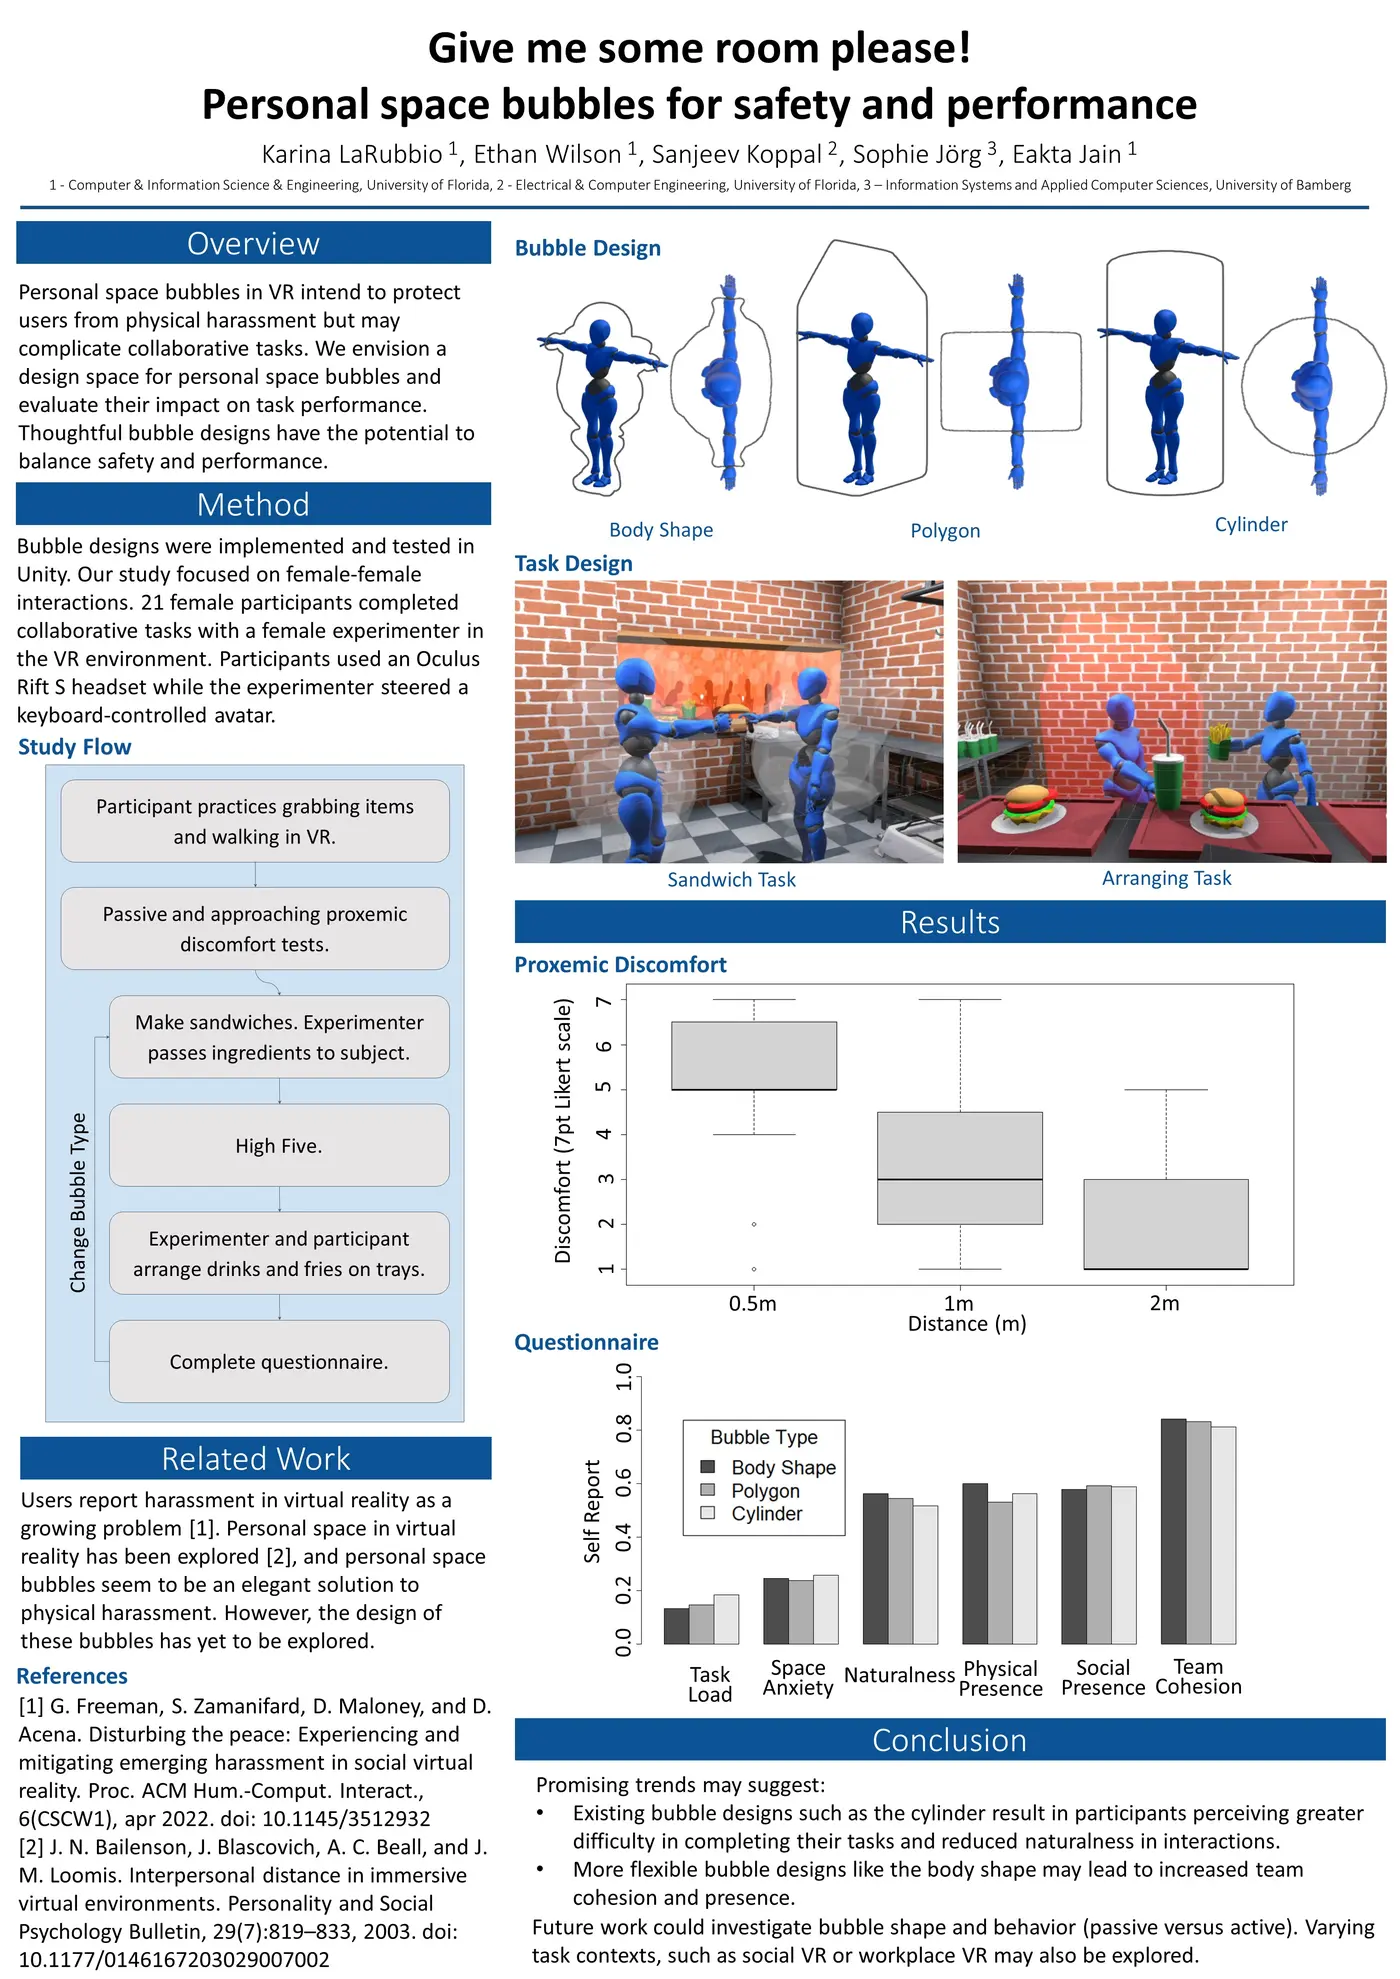 Give me some room please!
Personal space bubbles for safety and performance
Karina LaRubbio 1, Ethan Wilson 1, Sanjeev Koppal 2, Sophie Jörg 3, Eakta Jain 1
1 - Computer & Information Science & Engineering, University of Florida, 2 - Electrical & Computer Engineering, University of Florida, 3 – Information Systems and Applied Computer Sciences, University of Bamberg
Overview
Personal space bubbles in VR intend to protect
users from physical harassment but may
complicate collaborative tasks. We envision a
design space for personal space bubbles and
evaluate their impact on task performance.
Thoughtful bubble designs have the potential to
balance safety and performance.
Method
Bubble designs were implemented and tested in
Unity. Our study focused on female-female
interactions. 21 female participants completed
collaborative tasks with a female experimenter in
the VR environment. Participants used an Oculus
Rift S headset while the experimenter steered a
keyboard-controlled avatar.
Study Flow
Participant practices grabbing items
and walking in VR.
Passive and approaching proxemic
discomfort tests.
Make sandwiches. Experimenter
passes ingredients to subject.
High Five.
Experimenter and participant
arrange drinks and fries on trays.
Complete questionnaire.
Change Bubble Type
Related Work
Users report harassment in virtual reality as a
growing problem [1]. Personal space in virtual
reality has been explored [2], and personal space
bubbles seem to be an elegant solution to
physical harassment. However, the design of
these bubbles has yet to be explored.
References
[1] G. Freeman, S. Zamanifard, D. Maloney, and D.
Acena. Disturbing the peace: Experiencing and
mitigating emerging harassment in social virtual
reality. Proc. ACM Hum.-Comput. Interact.,
6(CSCW1), apr 2022. doi: 10.1145/3512932
[2] J. N. Bailenson, J. Blascovich, A. C. Beall, and J.
M. Loomis. Interpersonal distance in immersive
virtual environments. Personality and Social
Psychology Bulletin, 29(7):819–833, 2003. doi:
10.1177/0146167203029007002
Bubble Design
Body Shape
Polygon
Cylinder
Task Design
Sandwich Task
Arranging Task
Results
Proxemic Discomfort
Discomfort (7pt Likert scale)
7
6
5
4
3
2
1
0.5m
1m
2m
Distance (m)
Questionnaire
Self Report
1.0
0.8
0.6
0.4
0.2
0.0
Bubble Type
Body Shape
Polygon
Cylinder
Task
Load
Space
Anxiety
Naturalness
Physical
Presence
Social
Presence
Team
Cohesion
Conclusion
Promising trends may suggest:
• Existing bubble designs such as the cylinder result in participants perceiving greater
difficulty in completing their tasks and reduced naturalness in interactions.
• More flexible bubble designs like the body shape may lead to increased team
cohesion and presence.
Future work could investigate bubble shape and behavior (passive versus active). Varying
task contexts, such as social VR or workplace VR may also be explored.